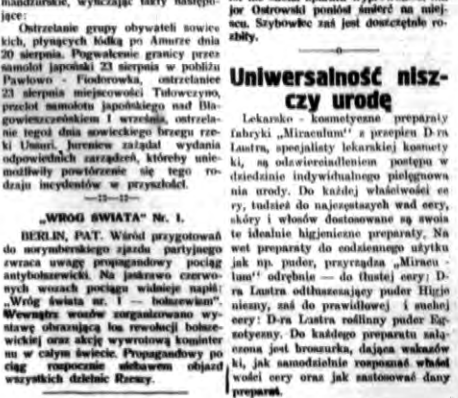 mandżurskie, wyliczając fakty następu-
jące:
Ostrzelanie grupy obywateli sowiec
kich, płynących łódką po Amurze dnia
20 sierpnia. Pogwałcenie granicy przez
samolot japoński 23 sierpnia w pobliżu
Pawłowo - Fiodorowka, ostrzelaniec
23 sierpnia miejscowości Tułowczyno,
przelot samolotu japońskiego nad Bła-
gowieszczeńskiem 1 września, ostrzela-
nie tegoż dnia sowieckiego brzegu rze-
ki Ussuri. Jureniew zażądał wydania
odpowiednich zarządzeń, któreby unie-
możliwiły powtórzenie się tego ro-
dzaju incydentów w przyszłości.
„WRÓG ŚWIATA" Nr. 1.
BERLIN, PAT. Wśród przygotowań
do norymberskiego zjazdu partyjnego
zwraca uwagę propagandowy pociąg
antybolszewicki. Na jaskrawo czerwo-
nych wozach pociągu widnieje napis:
„Wróg świata nr. 1 — bolszewizm".
Wewnątrz wozów zorganizowano wy-
stawę obrazującą los rewolucji bolsze-
wickiej oraz akcję wywrotową kominter
nu w całym świecie. Propagandowy po
ciąg rozpocznie niebawem objazd
wszystkich dzielnic Rzeszy.
jor Ostrowski poniósł śmierć na miej-
scu. Szybowiec zaś jest doszczętnie ro-
zbity.
Uniwersalność nisz-
czy urodę
Lekarsko - kosmetyczne preparaty
fabryki „Miraculum" z przepisu D-ra
Lustra, specjalisty lekarskiej kosmety
ki, są odzwierciedleniem postępu w
dziedzinie indywidualnego pielęgnowa
nia urody. Do każdej właściwości ce
ry, tudzież do najczęstszych wad cery,
skóry i włosów dostosowane są swois
te idealnie higjeniczne preparaty. Na
wet preparaty do codziennego użytku
jak np. puder, przyrządza „Miracu -
lum" odrębnie — do tłustej cery: D-
ra Lustra odtłuszczający puder Higje
niczny, zaś do prawidłowej i suchej
cery: D-ra Lustra roślinny puder Eg-
zotyczny. Do każdego preparatu załą-
czona jest broszurka, dająca wskazów
ki, jak samodzielnie rozpoznać właści
wości cery oraz jak zastosować dany
preparat.